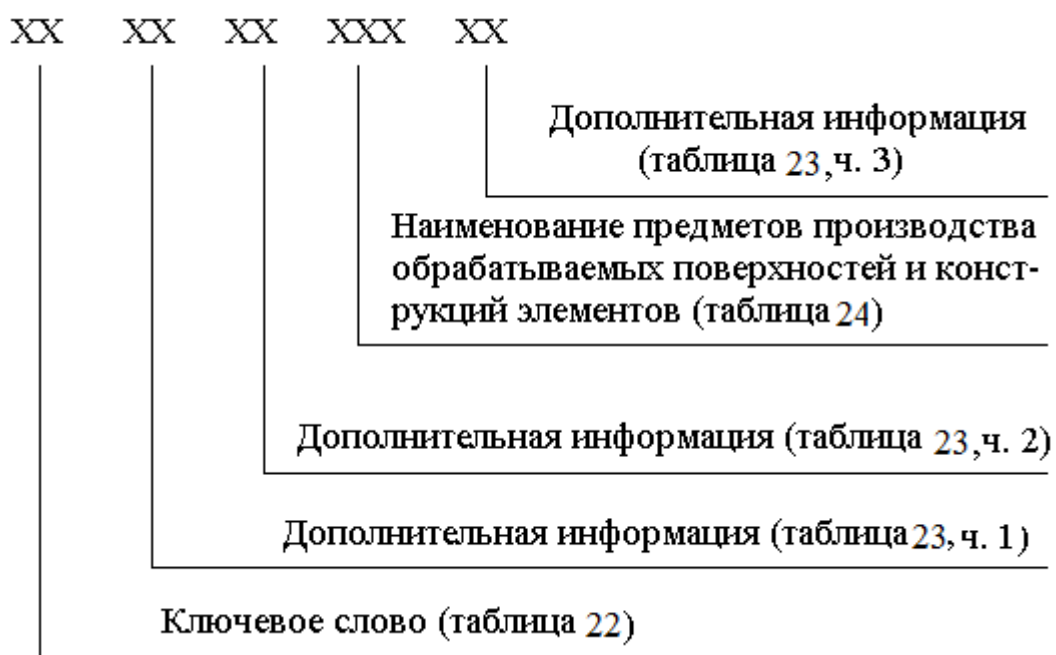 XX XX XX XXX XX
Дополнительная информация
(таблица 23,ч. 3)
Наименование предметов производства
обрабатываемых поверхностей и конст-
рукций элементов (таблица 24)
Дополнительная информация (таблица 23,ч. 2)
Дополнительная информация (таблица 23, ч. 1)
Ключевое слово (таблица 22)